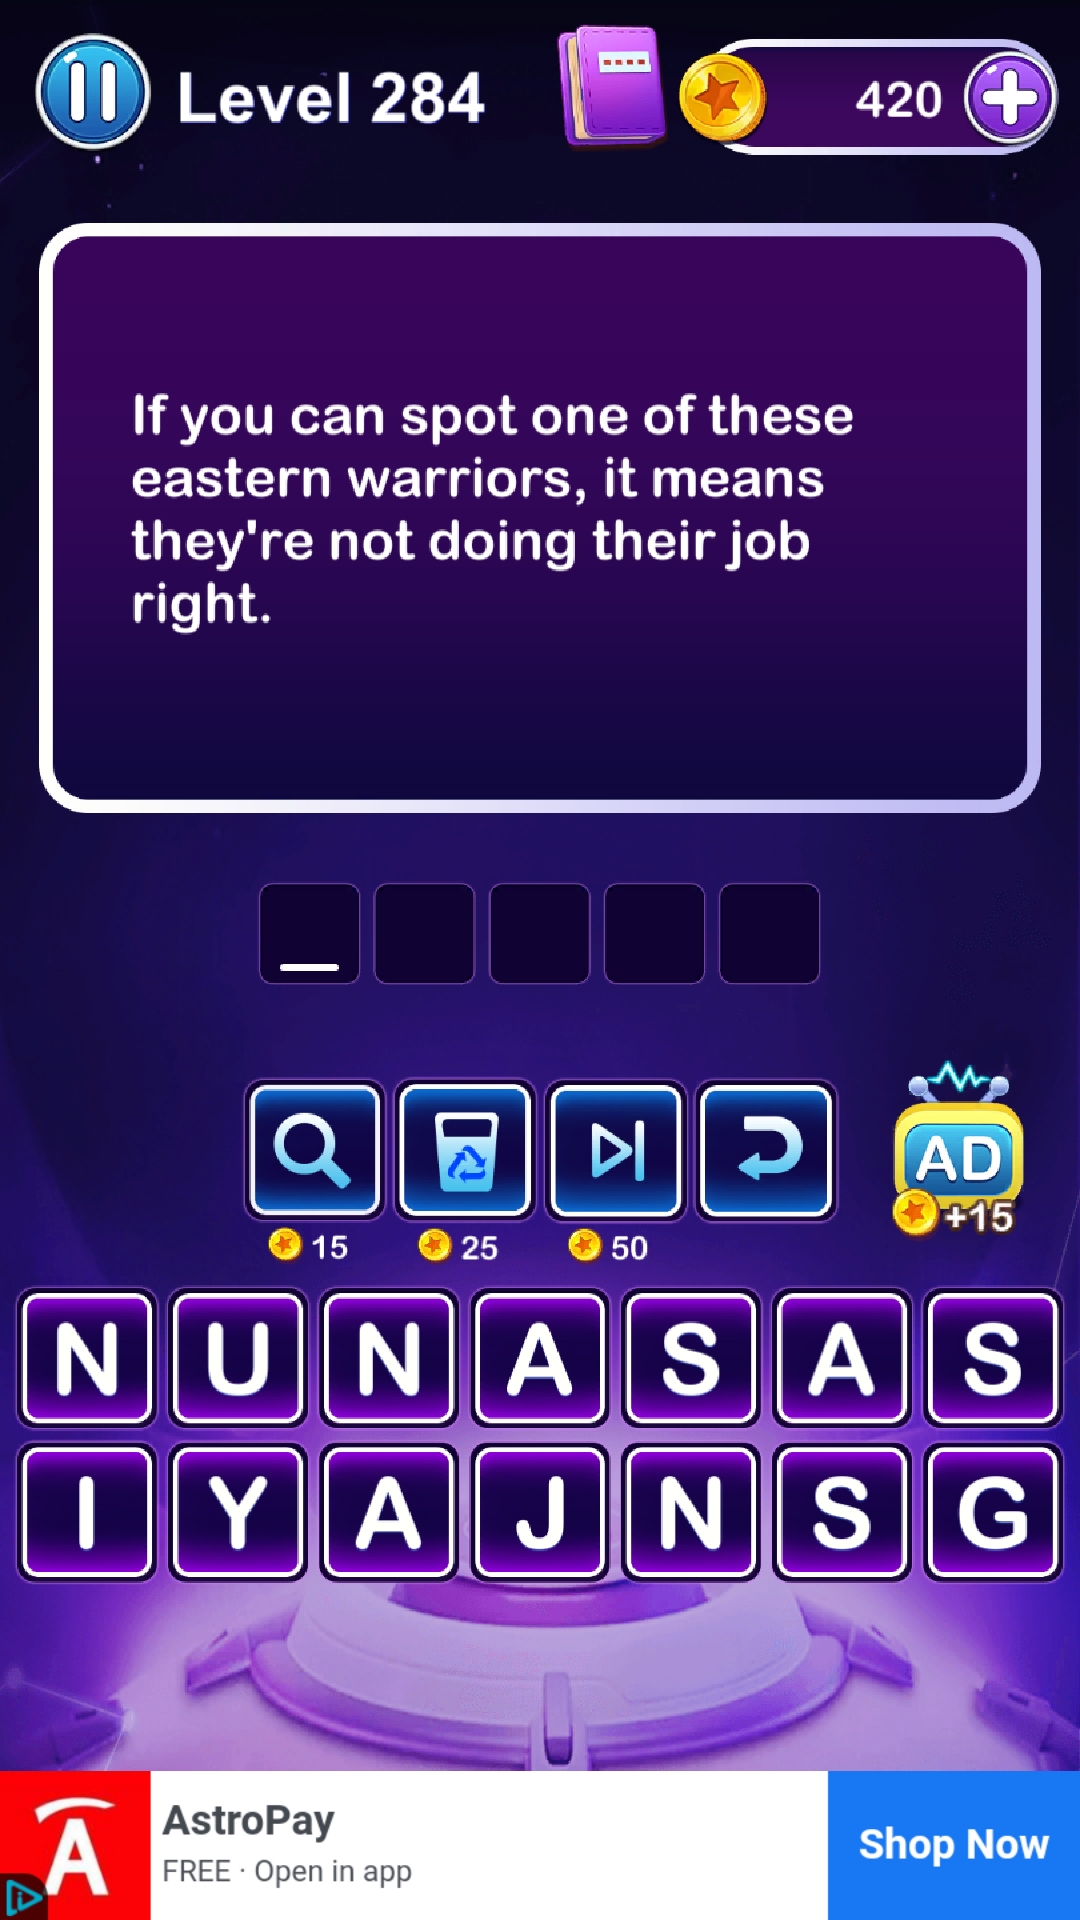 Level 284
420
If you can spot one of these
eastern warriors, it means
they're not doing their job
right.
AD
+15
15
25
50
N U N A S A S
I Y A J N S G
AstroPay
FREE · Open in app
Shop Now